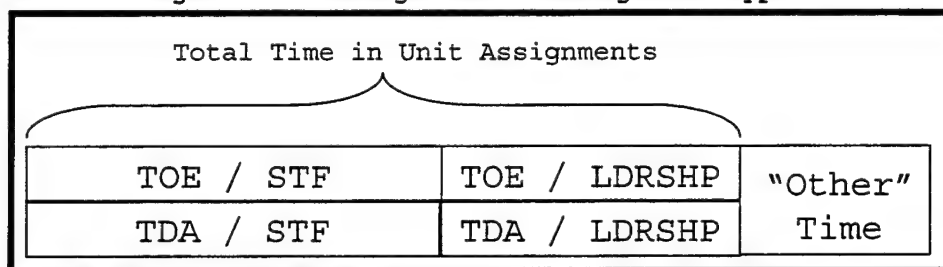 Total Time in Unit Assignments
TOE / STF TOE / LDRSHP "Other"
TDA / STF TDA / LDRSHP Time